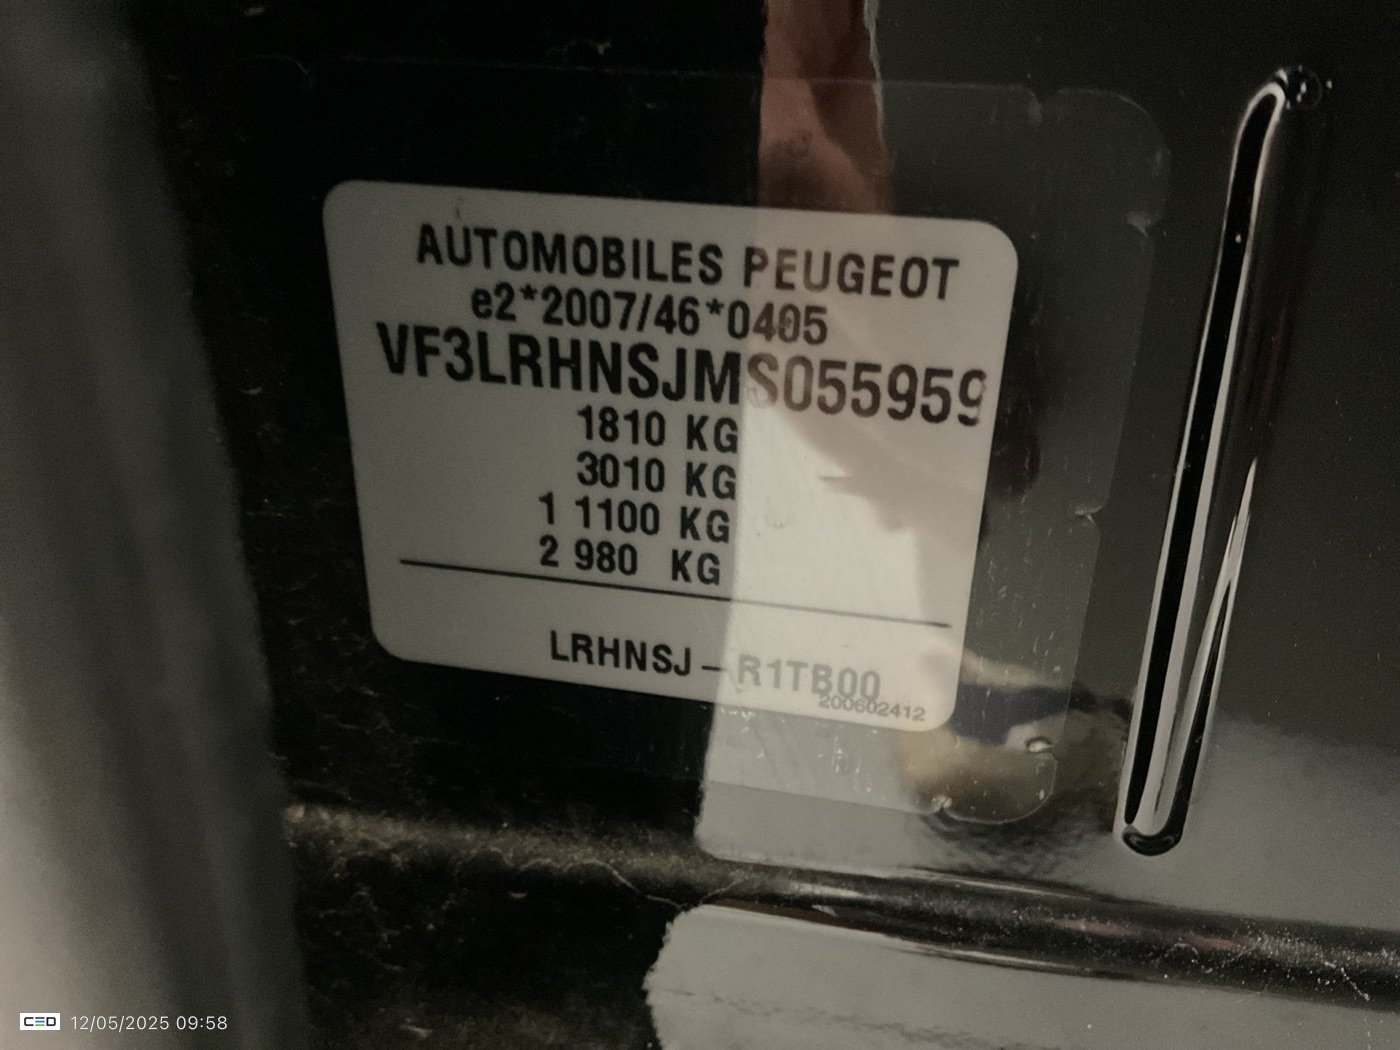 AUTOMOBILES PEUGEOT
e2*2007/46*0405
VF3LRHNSJMS055959
1810 KG
3010 KG
1 1100 KG
2 980 KG
LRHNSJ-R1TB00
200602412
CED 12/05/2025 09:58